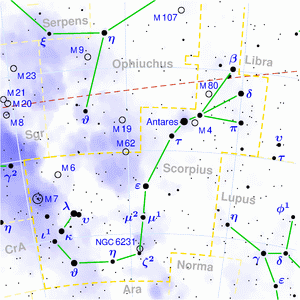 M 107
Serpens
ξ
η
M 9
β
Libra
Ophiuchus
M 23
M 80
δ
M 21
M 20
M 8
ϑ
M 19
Antares
M 4
π
Sgr
τ
υ
M 62
τ
γ²
Scorpius
M 6
ε
Lupus
M 7
λ
υ
μ²
μ¹
η
φ¹
η
κ
ι¹
NGC 6231
CrA
ϑ
η
ζ²
γ
δ
Norma
Ara
ε